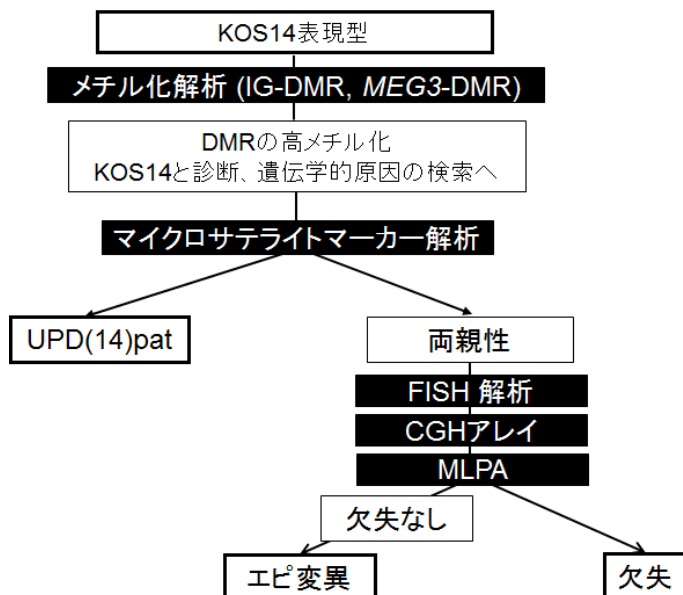 KOS14表現型
メチル化解析 (IG-DMR, MEG3-DMR)
DMRの高メチル化
KOS14と診断、遺伝学的原因の検索へ
マイクロサテライトマーカー解析
UPD(14)pat
両親性
FISH 解析
CGHアレイ
MLPA
欠失なし
エピ変異
欠失